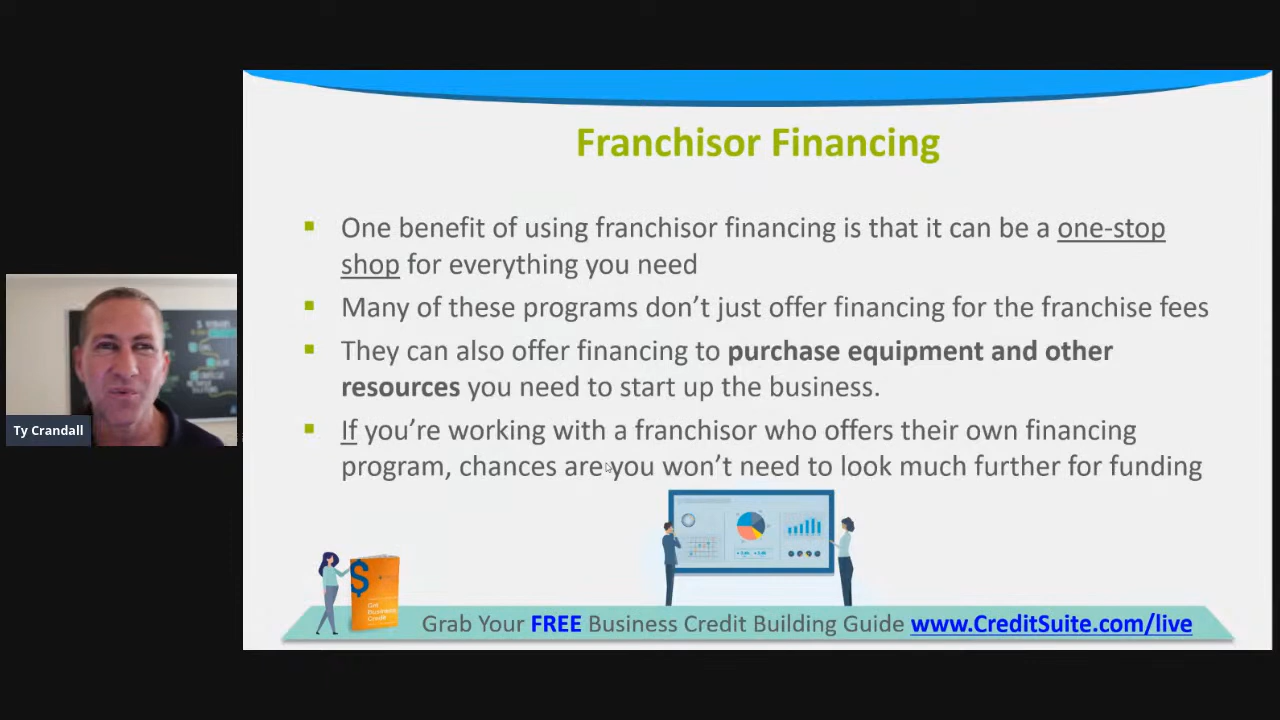 Franchisor Financing
One benefit of using franchisor financing is that it can be a one-stop
shop for everything you need
Many of these programs don’t just offer financing for the franchise fees
They can also offer financing to purchase equipment and other
resources you need to start up the business.
If you’re working with a franchisor who offers their own financing
program, chances are you won’t need to look much further for funding
Ty Crandall
$
Get
Business
Credit
Grab Your FREE Business Credit Building Guide www.CreditSuite.com/live